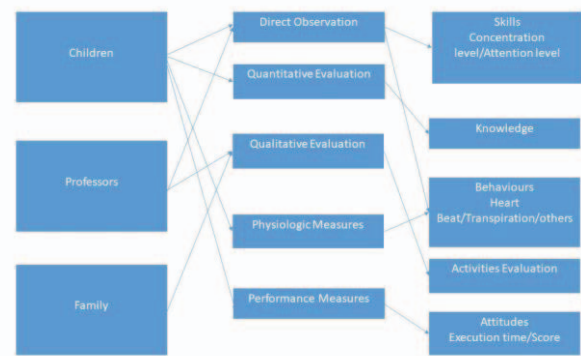 Children
Professors
Family
Direct Observation
Quantitative Evaluation
Qualitative Evaluation
Physiologic Measures
Performance Measures
Skills
Concentration
level/Attention level
Knowledge
Behaviours
Heart
Beat/Transpiration/others
Activities Evaluation
Attitudes
Execution time/Score